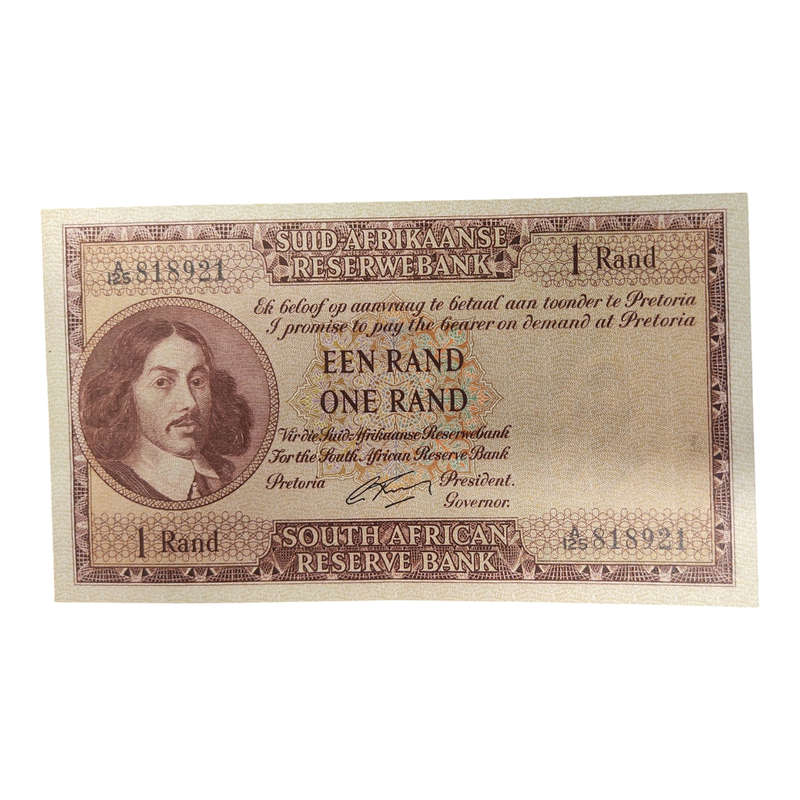 SUID-AFRIKAANSE
RESERWEBANK
A/125 818921
1 Rand
Ek beloof op aanvraag te betaal aan toonder te Pretoria
I promise to pay the bearer on demand at Pretoria
EEN RAND
ONE RAND
Vir die Suid-Afrikaanse Reserwebank
For the South African Reserve Bank
Pretoria
President.
Governor.
1 Rand
SOUTH AFRICAN
RESERVE BANK
A/125 818921